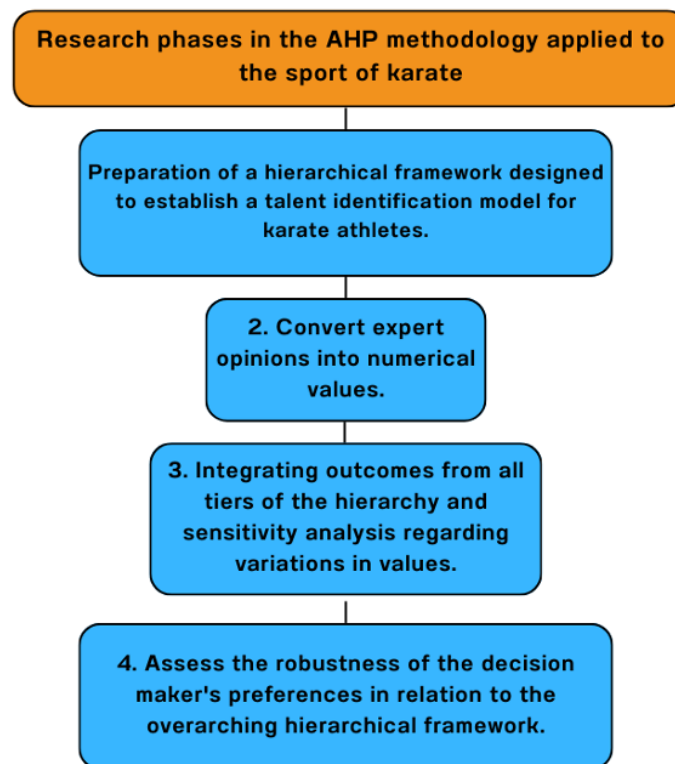 Research phases in the AHP methodology applied to
the sport of karate
Preparation of a hierarchical framework designed
to establish a talent identification model for
karate athletes.
2. Convert expert
opinions into numerical
values.
3. Integrating outcomes from all
tiers of the hierarchy and
sensitivity analysis regarding
variations in values.
4. Assess the robustness of the decision
maker's preferences in relation to the
overarching hierarchical framework.